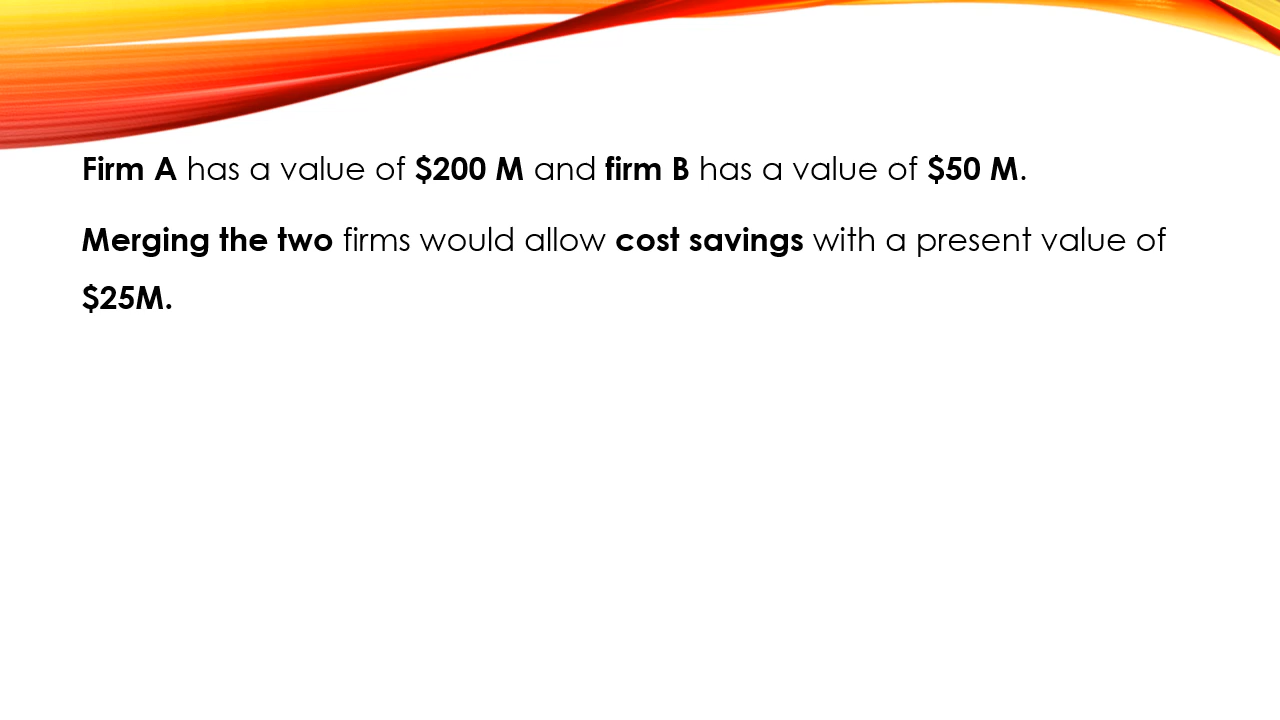 Firm A has a value of $200 M and firm B has a value of $50 M.
Merging the two firms would allow cost savings with a present value of
$25M.